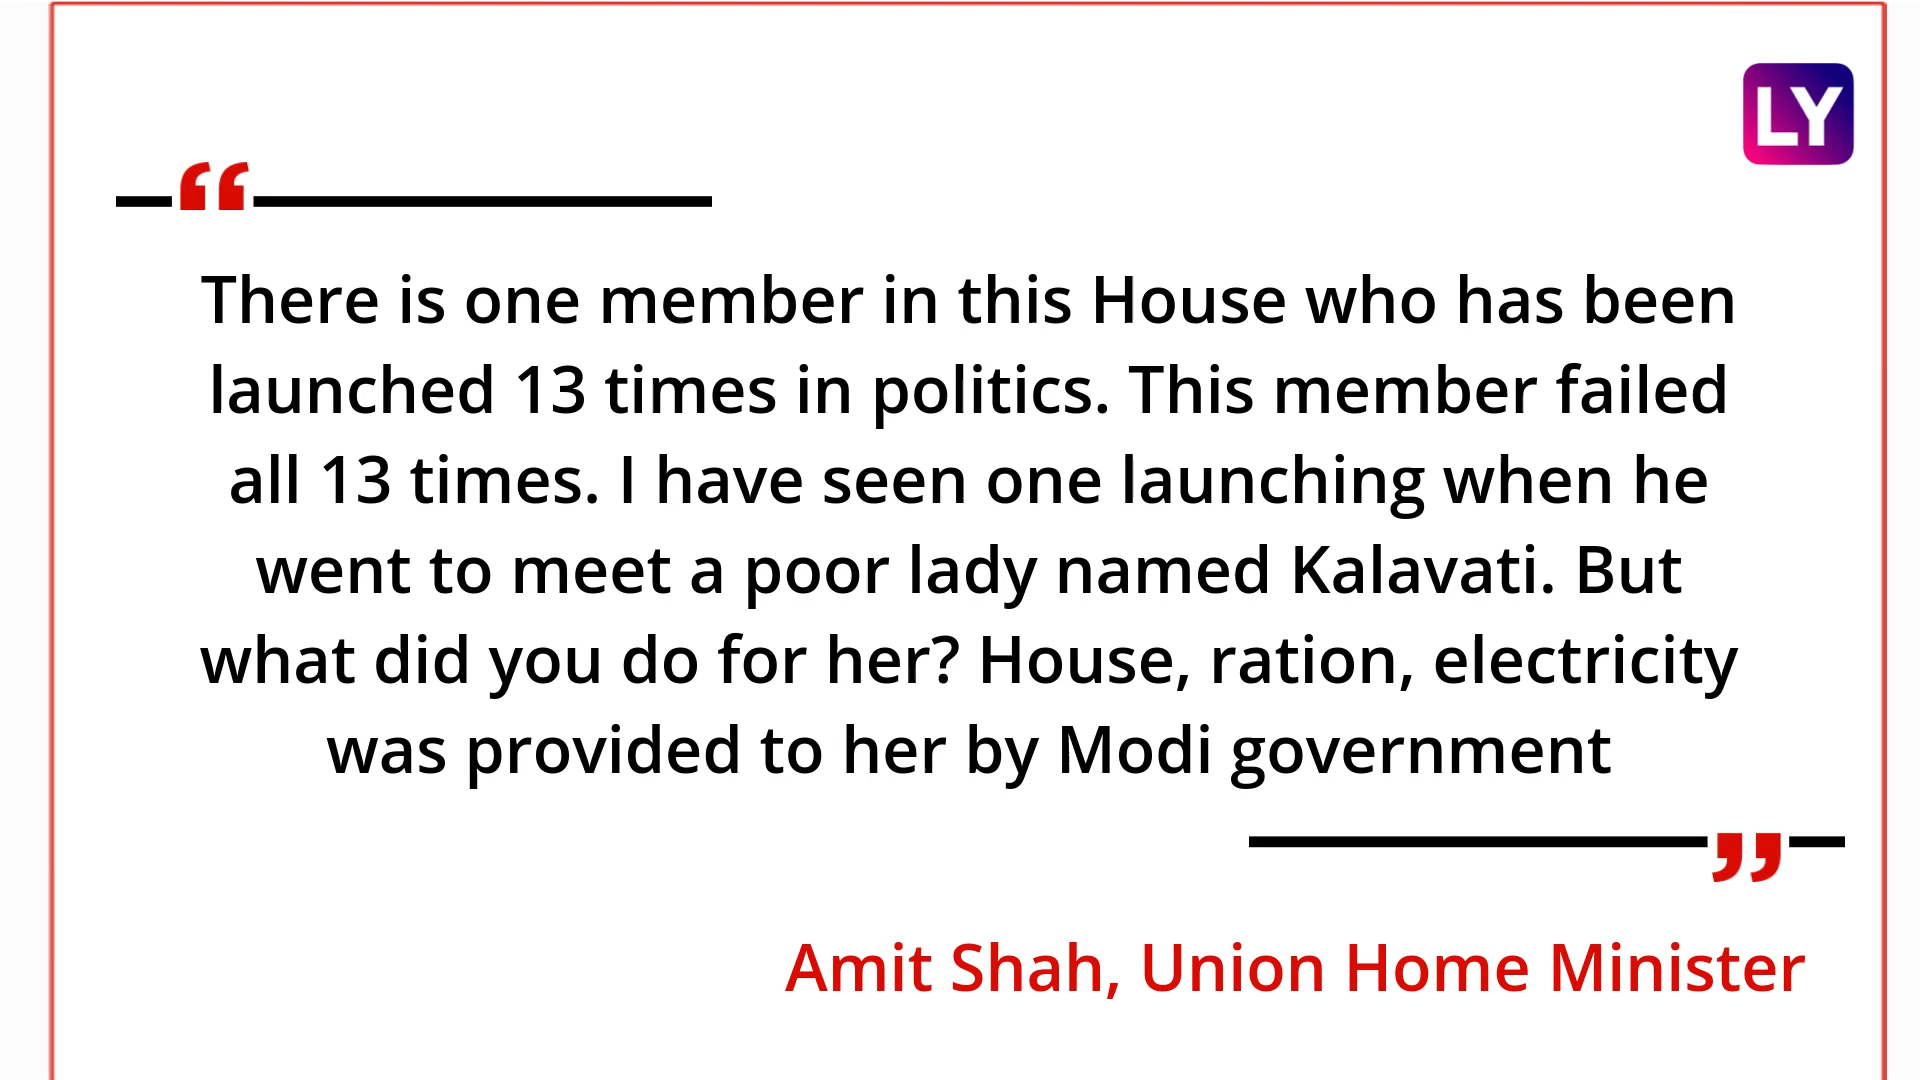 LY
There is one member in this House who has been
launched 13 times in politics. This member failed
all 13 times. I have seen one launching when he
went to meet a poor lady named Kalavati. But
what did you do for her? House, ration, electricity
was provided to her by Modi government
Amit Shah, Union Home Minister